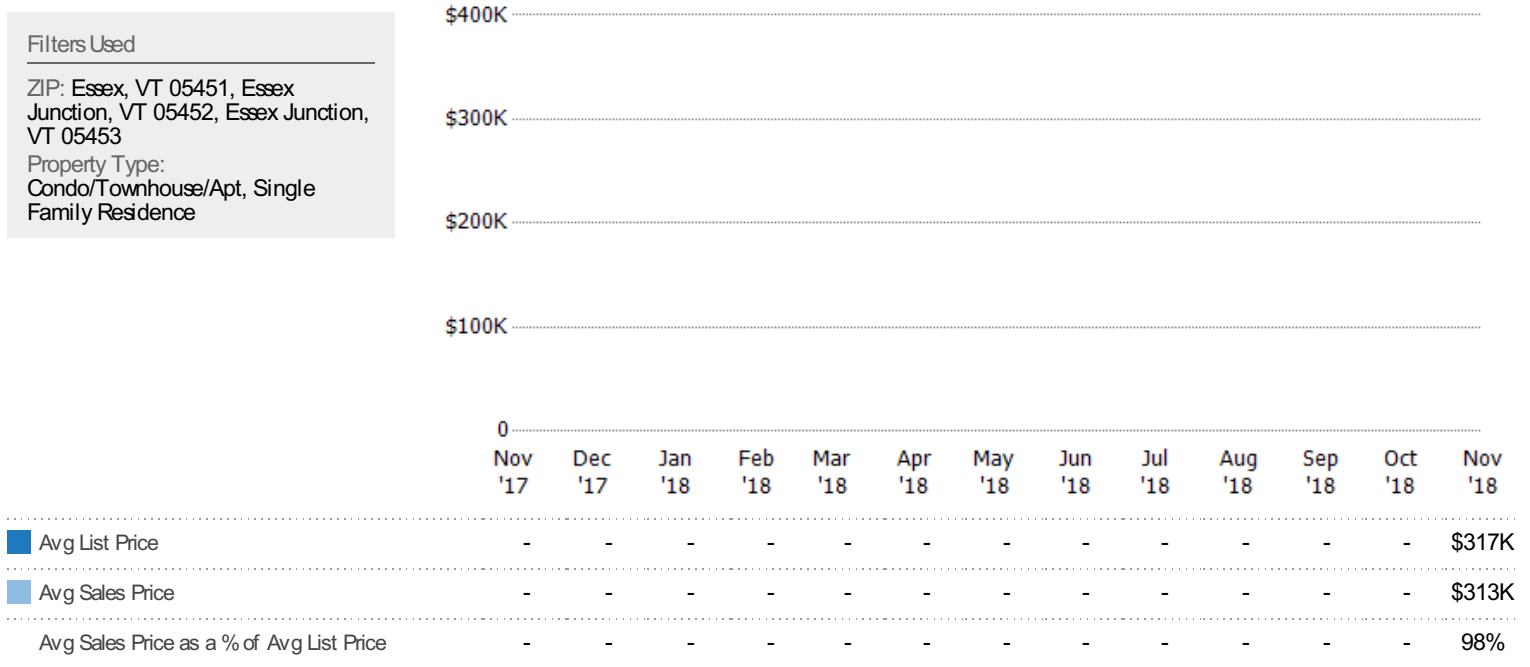 Filters Used
ZIP: Essex, VT 05451, Essex
Junction, VT 05452, Essex Junction,
VT 05453
Property Type:
Condo/Townhouse/Apt, Single
Family Residence
$400K
$300K
$200K
$100K
0
Nov Dec Jan Feb Mar Apr May Jun Jul Aug Sep Oct Nov
'17 '17 '18 '18 '18 '18 '18 '18 '18 '18 '18 '18 '18
Avg List Price - - - - - - - - - - - - $317K
Avg Sales Price - - - - - - - - - - - - $313K
Avg Sales Price as a % of Avg List Price - - - - - - - - - - - - 98%